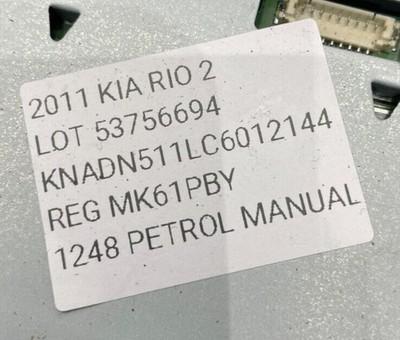 2011 KIA RIO 2
LOT 53756694
KNADN511LC6012144
REG MK61PBY
1248 PETROL MANUAL